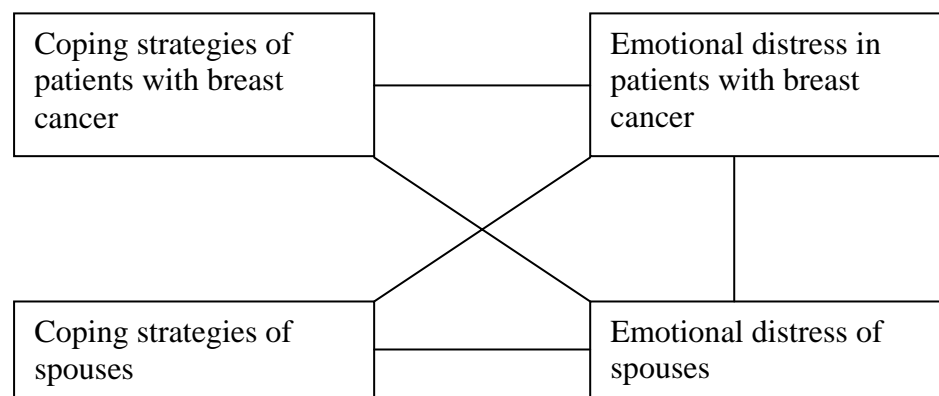 Coping strategies of
patients with breast
cancer
Emotional distress in
patients with breast
cancer
Coping strategies of
spouses
Emotional distress of
spouses